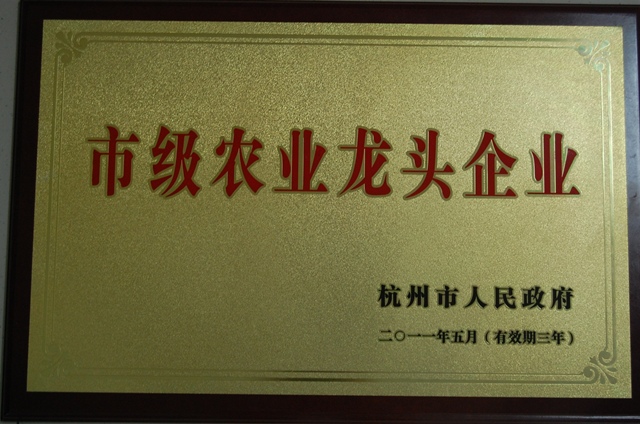 市级农业龙头企业
杭州市人民政府
二〇一一年五月（有效期三年）